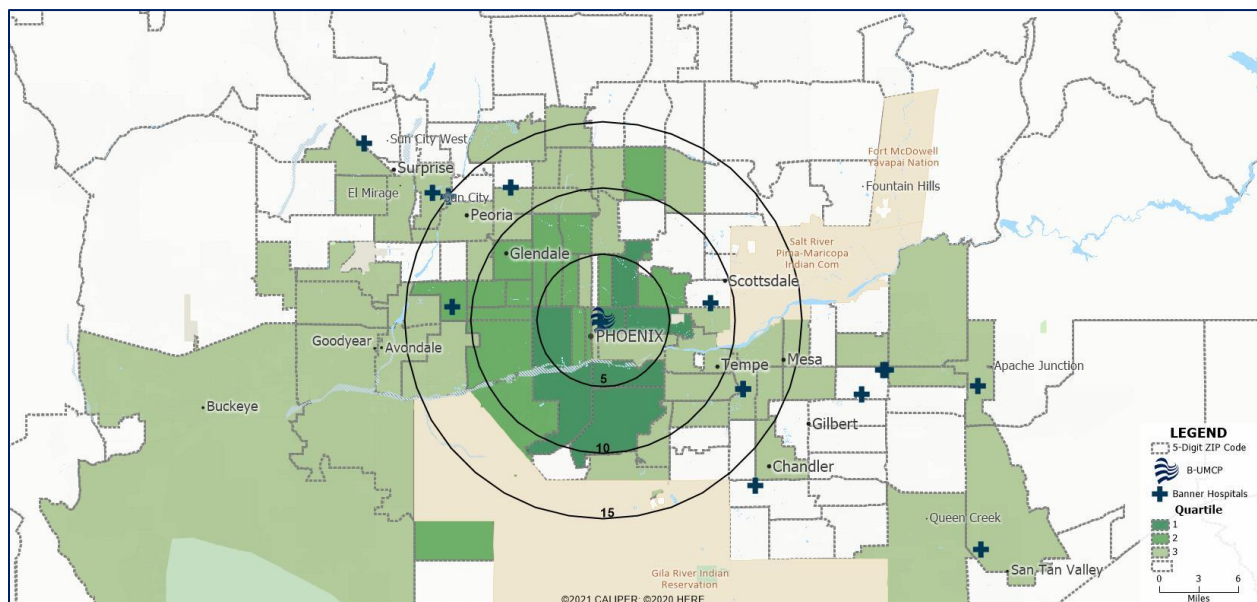 Sun City West
Surprise
El Mirage
Sun City
Peoria
Glendale
Fort McDowell
Yavapai Nation
Fountain Hills
Salt River
Pima-Maricopa
Indian Com
Scottsdale
PHOENIX
Goodyear
Avondale
Buckeye
Tempe
Mesa
Apache Junction
5
Gilbert
10
Chandler
15
Queen Creek
San Tan Valley
Gila River Indian
Reservation
©2021 CALIPER; ©2020 HERE
LEGEND
5-Digit ZIP Code
B-UMCP
Banner Hospitals
Quartile
1
2
3
0 3 6
Miles